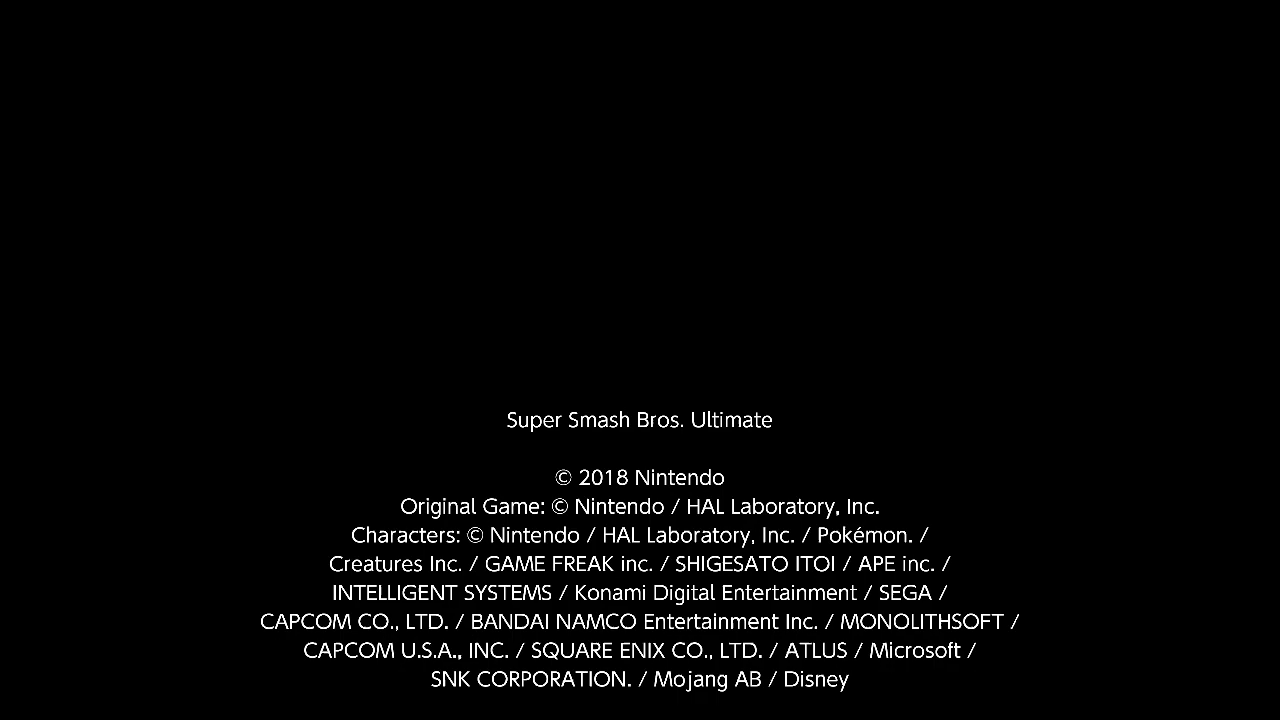 Super Smash Bros. Ultimate
© 2018 Nintendo
Original Game: © Nintendo / HAL Laboratory, Inc.
Characters: © Nintendo / HAL Laboratory, Inc. / Pokémon. /
Creatures Inc. / GAME FREAK inc. / SHIGESATO ITOI / APE inc. /
INTELLIGENT SYSTEMS / Konami Digital Entertainment / SEGA /
CAPCOM CO., LTD. / BANDAI NAMCO Entertainment Inc. / MONOLITHSOFT /
CAPCOM U.S.A., INC. / SQUARE ENIX CO., LTD. / ATLUS / Microsoft /
SNK CORPORATION. / Mojang AB / Disney